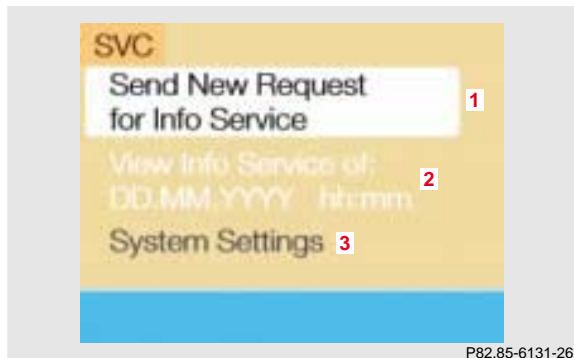 SVC
Send New Request
for Info Service
1
View Info Service of:
DD.MM.YYYY hh:mm
2
System Settings 3
P82.85-6131-26